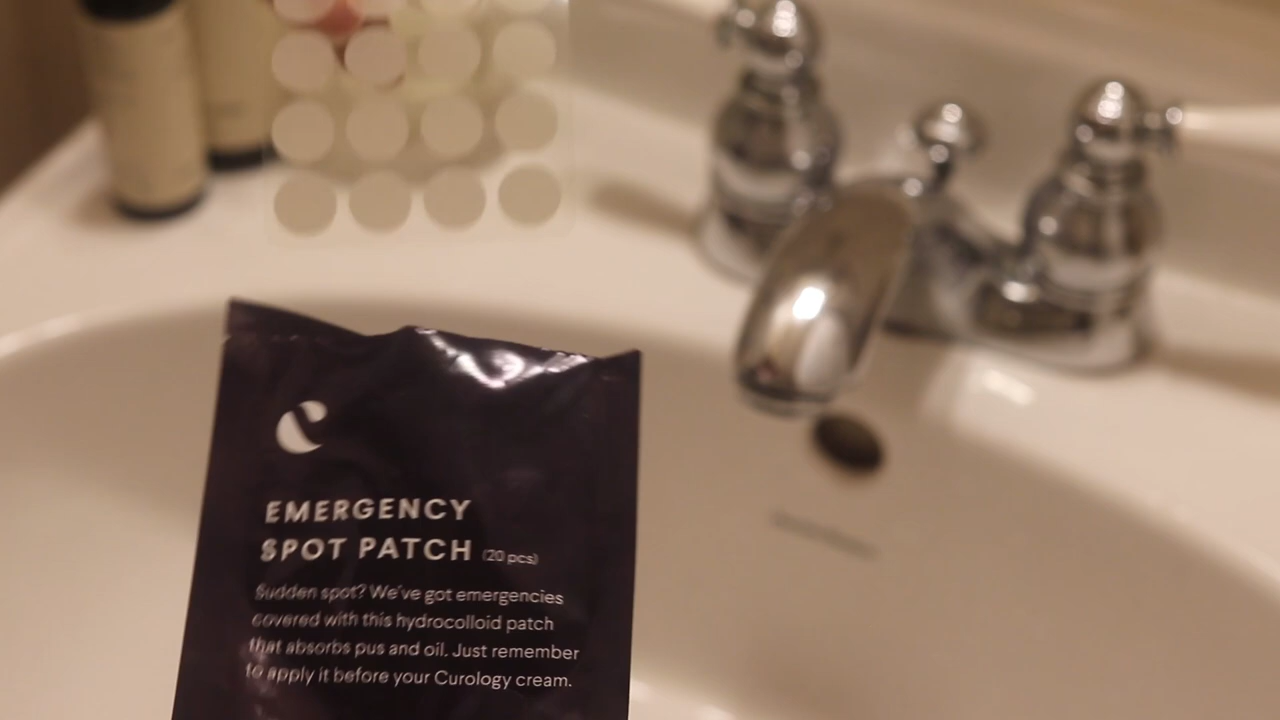 EMERGENCY
SPOT PATCH (20 pcs)
Sudden spot? We've got emergencies
covered with this hydrocolloid patch
that absorbs pus and oil. Just remember
to apply it before your Curology cream.